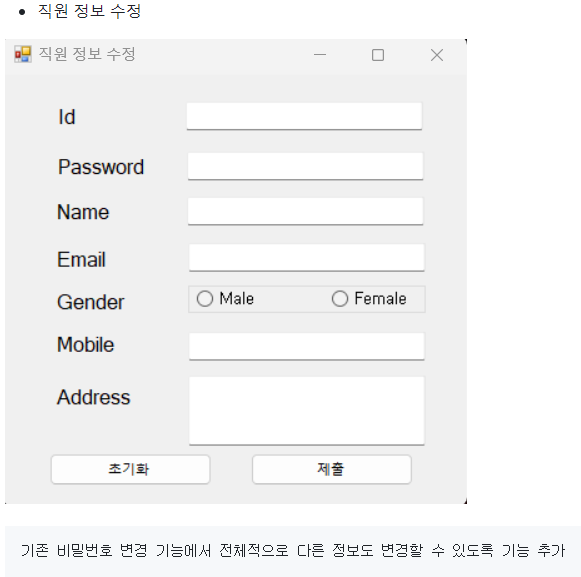 직원 정보 수정
직원 정보 수정
Id
Password
Name
Email
Gender
Male Female
Mobile
Address
초기화 제출
기존 비밀번호 변경 기능에서 전체적으로 다른 정보도 변경할 수 있도록 기능 추가